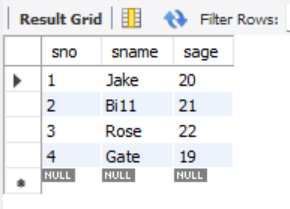 Result Grid Filter Rows:
sno sname sage
1 Jake 20
2 Bi11 21
3 Rose 22
4 Gate 19
NULL NULL NULL